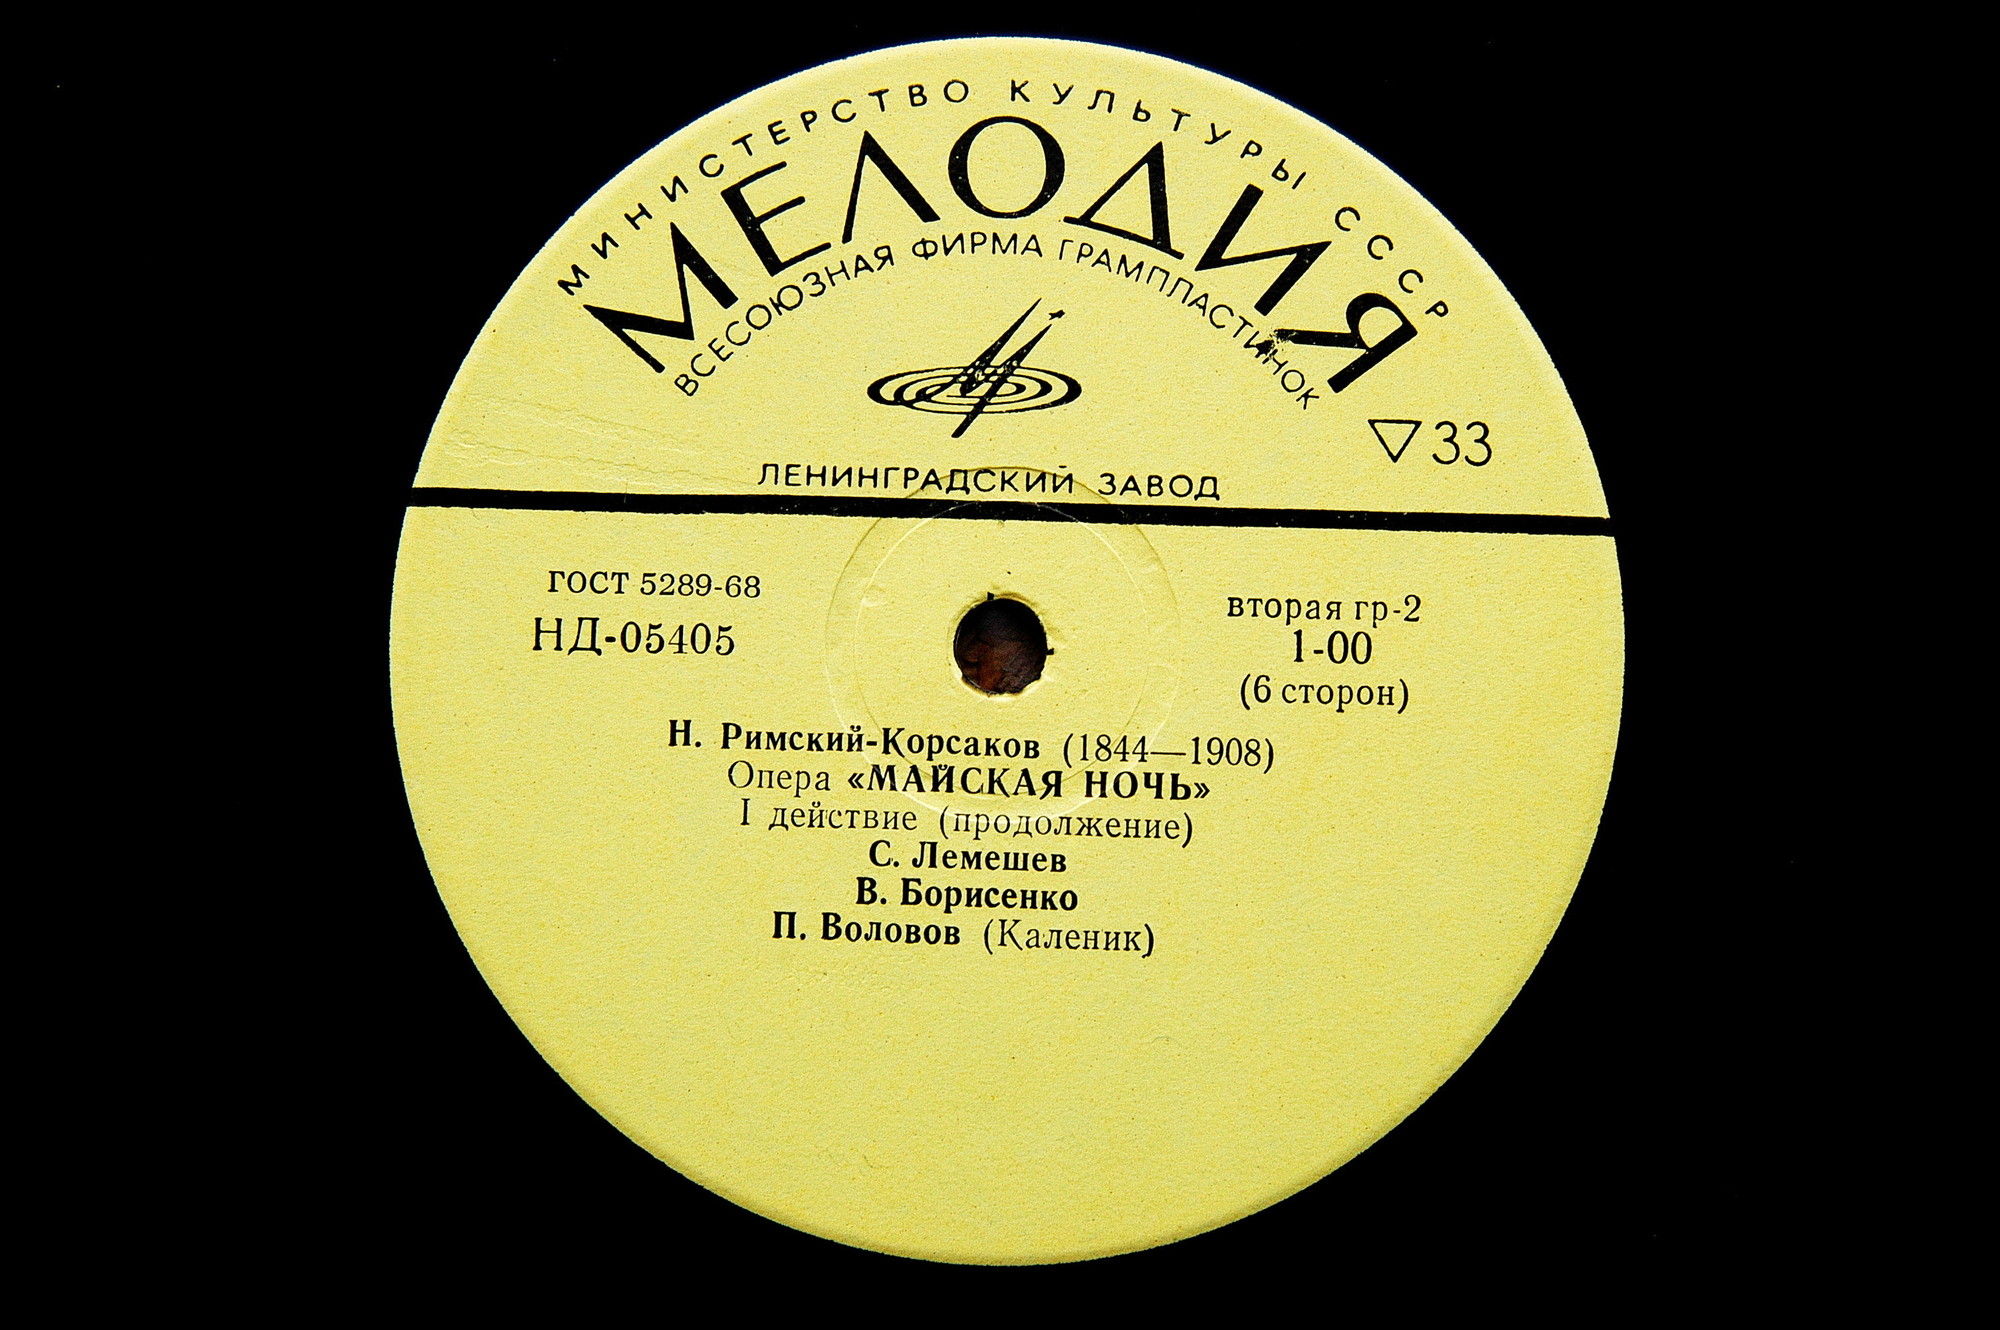 МИНИСТЕРСТВО КУЛЬТУРЫ СССР
МЕЛОДИЯ
ВСЕСОЮЗНАЯ ФИРМА ГРАМПЛАСТИНОК
▽33
ЛЕНИНГРАДСКИЙ ЗАВОД
ГОСТ 5289-68
НД-05405
вторая гр-2
1-00
(6 сторон)
Н. Римский-Корсаков (1844—1908)
Опера «МАЙСКАЯ НОЧЬ»
I действие (продолжение)
С. Лемешев
В. Борисенко
П. Воловов (Каленик)